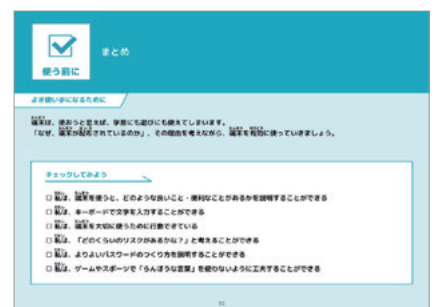 使う前に
まとめ
よき使い手になるために
端末は、使おうと思えば、学習にも遊びにも使えてしまいます。
「なぜ、端末が配布されているのか」、その理由を考えながら、端末を有効に使っていきましょう。
チェックしてみよう
□ 私は、端末を使うと、どのような良いこと・便利なことがあるかを説明することができる
□ 私は、キーボードで文字を入力することができる
□ 私は、端末を大切に使うために行動できている
□ 私は、「どのくらいのリスクがあるかな?」と考えることができる
□ 私は、よりよいパスワードのつくり方を説明することができる
□ 私は、ゲームやスポーツで「らんぼうな言葉」を使わないように工夫することができる